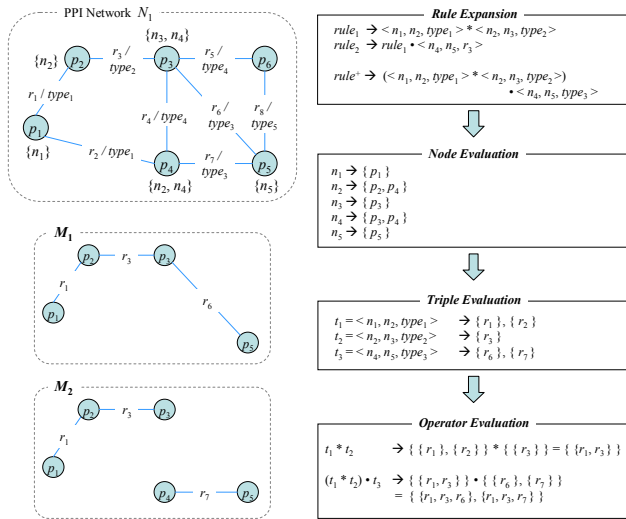 PPI Network N₁
{n₂}
p₂
r₃ /
type₂
{n₃, n₄}
p₃
r₅ /
type₄
p₆
r₁ / type₁
p₁
{n₁}
r₂ / type₁
r₄ / type₄
r₆ /
type₃
r₈ /
type₅
p₄
{n₂, n₄}
r₇ /
type₃
p₅
{n₅}
M₁
p₂
r₃
p₃
r₁
p₁
r₆
p₅
M₂
p₂
r₃
p₃
r₁
p₁
p₄
r₇
p₅
Rule Expansion
rule₁ → < n₁, n₂, type₁ > * < n₂, n₃, type₂ >
rule₂ → rule₁ • < n₄, n₅, r₃ >
rule⁺ → (< n₁, n₂, type₁ > * < n₂, n₃, type₂ >)
• < n₄, n₅, type₃ >
Node Evaluation
n₁ → { p₁ }
n₂ → { p₂, p₄ }
n₃ → { p₃ }
n₄ → { p₃, p₄ }
n₅ → { p₅ }
Triple Evaluation
t₁ = < n₁, n₂, type₁ > → { r₁ }, { r₂ }
t₂ = < n₂, n₃, type₂ > → { r₃ }
t₃ = < n₄, n₅, type₃ > → { r₆ }, { r₇ }
Operator Evaluation
t₁ * t₂ → { { r₁ }, { r₂ } } * { { r₃ } } = { { r₁, r₃ } }
(t₁ * t₂) • t₃ → { { r₁, r₃ } } • { { r₆ }, { r₇ } }
= { { r₁, r₃, r₆ }, { r₁, r₃, r₇ } }